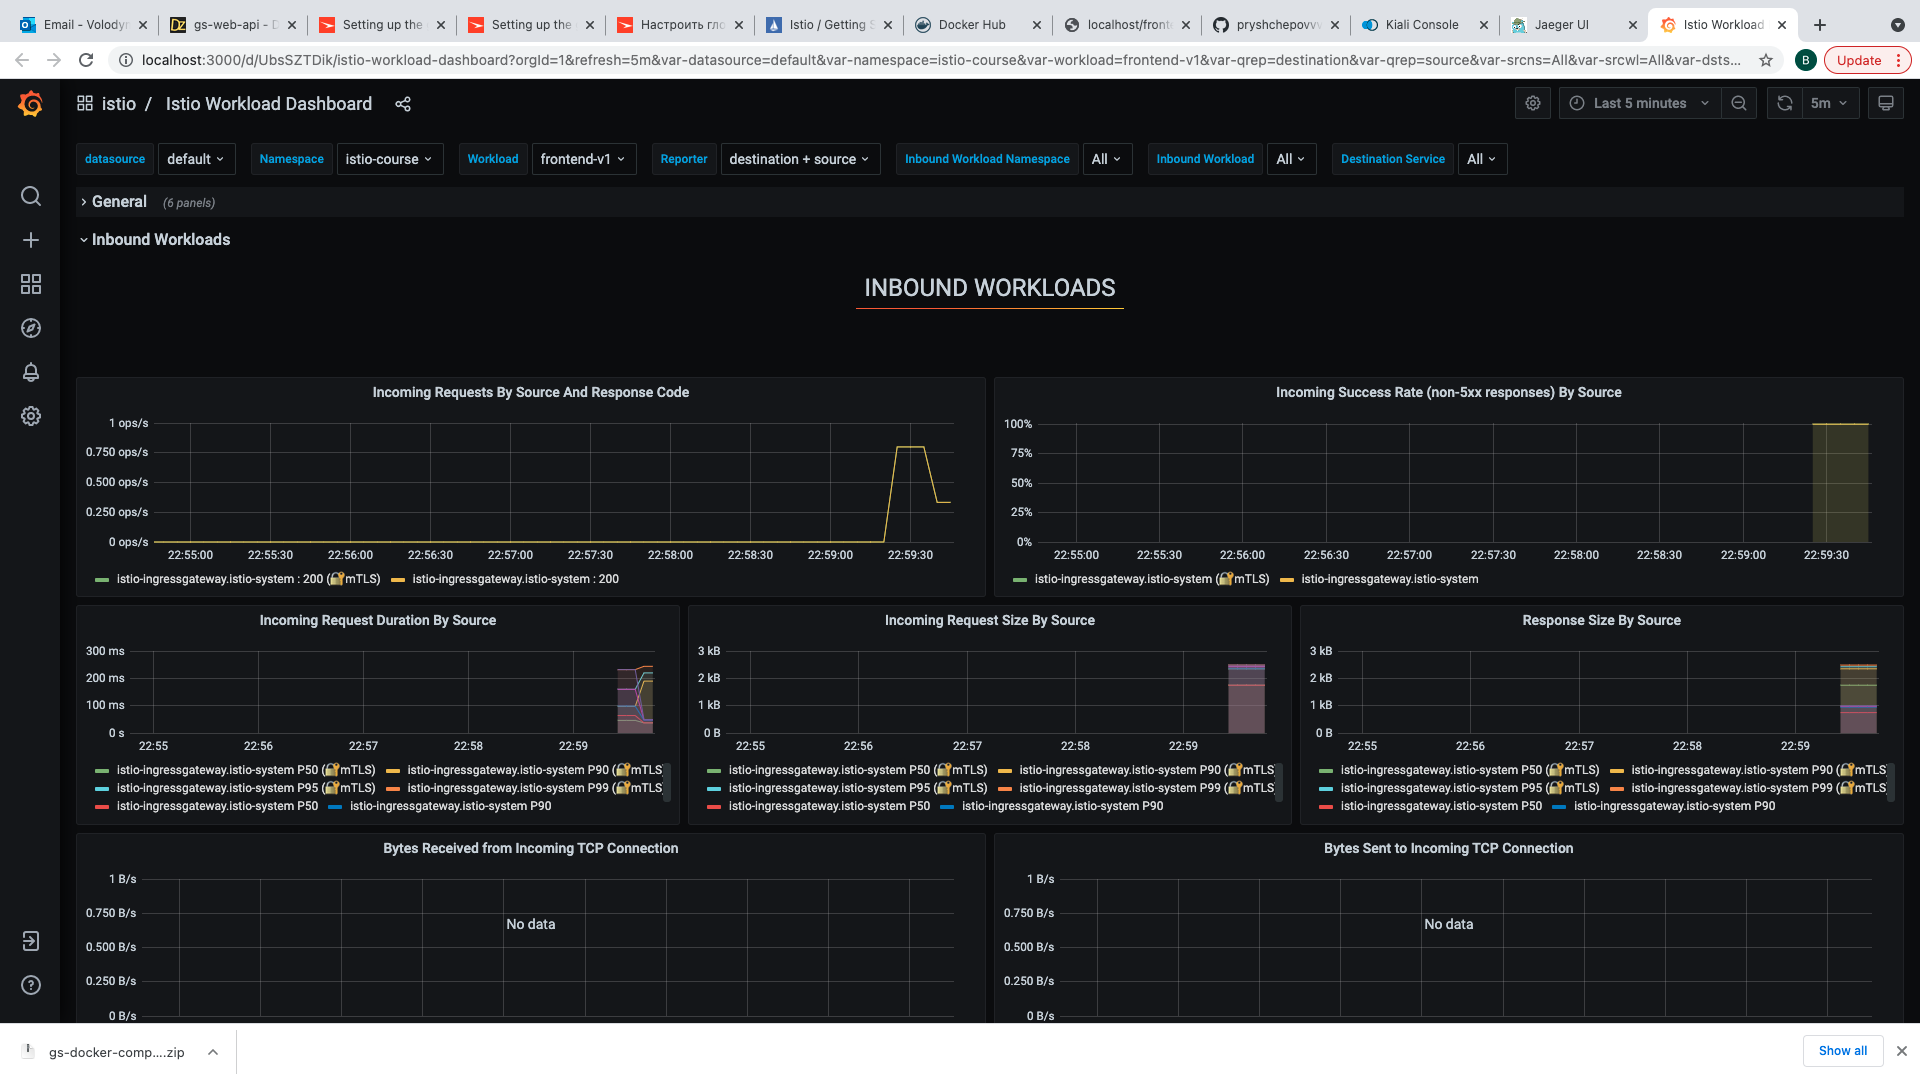 Email - Volodyr
gs-web-api - D
Setting up the
Setting up the
Настроить гло
Istio / Getting S
Docker Hub
localhost/front
pryshchepovvv
Kiali Console
Jaeger UI
Istio Workload
localhost:3000/d/UbsSZTDik/istio-workload-dashboard?orgId=1&refresh=5m&var-datasource=default&var-namespace=istio-course&var-workload=frontend-v1&var-qrep=destination&var-qrep=source&var-srcns=All&var-srcwl=All&var-dsts...
B
Update
istio / Istio Workload Dashboard
Last 5 minutes
5m
datasource default
Namespace istio-course
Workload frontend-v1
Reporter destination + source
Inbound Workload Namespace All
Inbound Workload All
Destination Service All
General (6 panels)
Inbound Workloads
INBOUND WORKLOADS
Incoming Requests By Source And Response Code
1 ops/s
0.750 ops/s
0.500 ops/s
0.250 ops/s
0 ops/s
22:55:00 22:55:30 22:56:00 22:56:30 22:57:00 22:57:30 22:58:00 22:58:30 22:59:00 22:59:30
istio-ingressgateway.istio-system : 200 (🔐mTLS) istio-ingressgateway.istio-system : 200
Incoming Success Rate (non-5xx responses) By Source
100%
75%
50%
25%
0%
22:55:00 22:55:30 22:56:00 22:56:30 22:57:00 22:57:30 22:58:00 22:58:30 22:59:00 22:59:30
istio-ingressgateway.istio-system (🔐mTLS) istio-ingressgateway.istio-system
Incoming Request Duration By Source
300 ms
200 ms
100 ms
0 s
22:55 22:56 22:57 22:58 22:59
istio-ingressgateway.istio-system P50 (🔐mTLS) istio-ingressgateway.istio-system P90 (🔐mTLS
istio-ingressgateway.istio-system P95 (🔐mTLS) istio-ingressgateway.istio-system P99 (🔐mTLS
istio-ingressgateway.istio-system P50 istio-ingressgateway.istio-system P90
Incoming Request Size By Source
3 kB
2 kB
1 kB
0 B
22:55 22:56 22:57 22:58 22:59
istio-ingressgateway.istio-system P50 (🔐mTLS) istio-ingressgateway.istio-system P90 (🔐mTLS
istio-ingressgateway.istio-system P95 (🔐mTLS) istio-ingressgateway.istio-system P99 (🔐mTLS
istio-ingressgateway.istio-system P50 istio-ingressgateway.istio-system P90
Response Size By Source
3 kB
2 kB
1 kB
0 B
22:55 22:56 22:57 22:58 22:59
istio-ingressgateway.istio-system P50 (🔐mTLS) istio-ingressgateway.istio-system P90 (🔐mTLS
istio-ingressgateway.istio-system P95 (🔐mTLS) istio-ingressgateway.istio-system P99 (🔐mTLS
istio-ingressgateway.istio-system P50 istio-ingressgateway.istio-system P90
Bytes Received from Incoming TCP Connection
1 B/s
0.750 B/s
0.500 B/s
0.250 B/s
0 B/s
No data
Bytes Sent to Incoming TCP Connection
1 B/s
0.750 B/s
0.500 B/s
0.250 B/s
0 B/s
No data
gs-docker-comp....zip
Show all